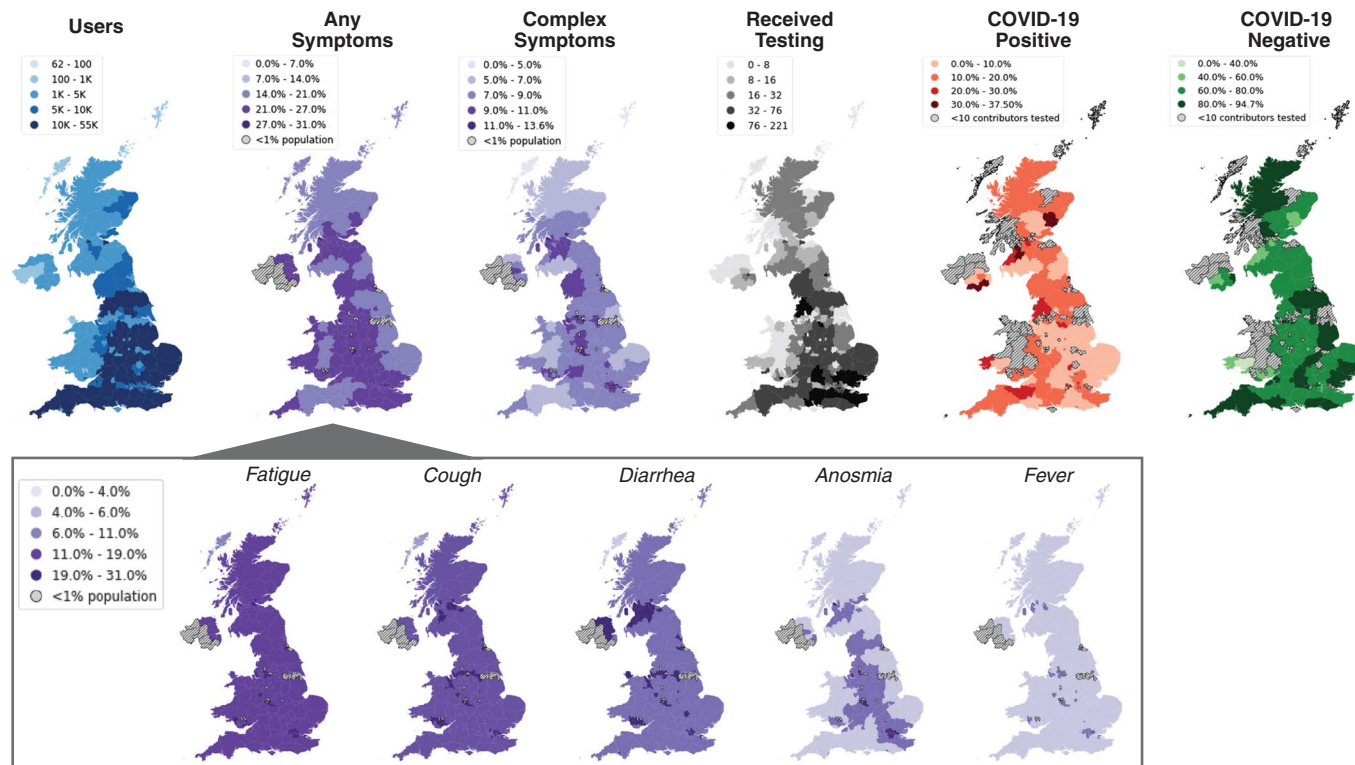 Users
Any
Symptoms
Complex
Symptoms
Received
Testing
COVID-19
Positive
COVID-19
Negative
62 - 100
100 - 1K
1K - 5K
5K - 10K
10K - 55K
0.0% - 7.0%
7.0% - 14.0%
14.0% - 21.0%
21.0% - 27.0%
27.0% - 31.0%
<1% population
0.0% - 5.0%
5.0% - 7.0%
7.0% - 9.0%
9.0% - 11.0%
11.0% - 13.6%
<1% population
0 - 8
8 - 16
16 - 32
32 - 76
76 - 221
0.0% - 10.0%
10.0% - 20.0%
20.0% - 30.0%
30.0% - 37.50%
<10 contributors tested
0.0% - 40.0%
40.0% - 60.0%
60.0% - 80.0%
80.0% - 94.7%
<10 contributors tested
Fatigue
Cough
Diarrhea
Anosmia
Fever
0.0% - 4.0%
4.0% - 6.0%
6.0% - 11.0%
11.0% - 19.0%
19.0% - 31.0%
<1% population